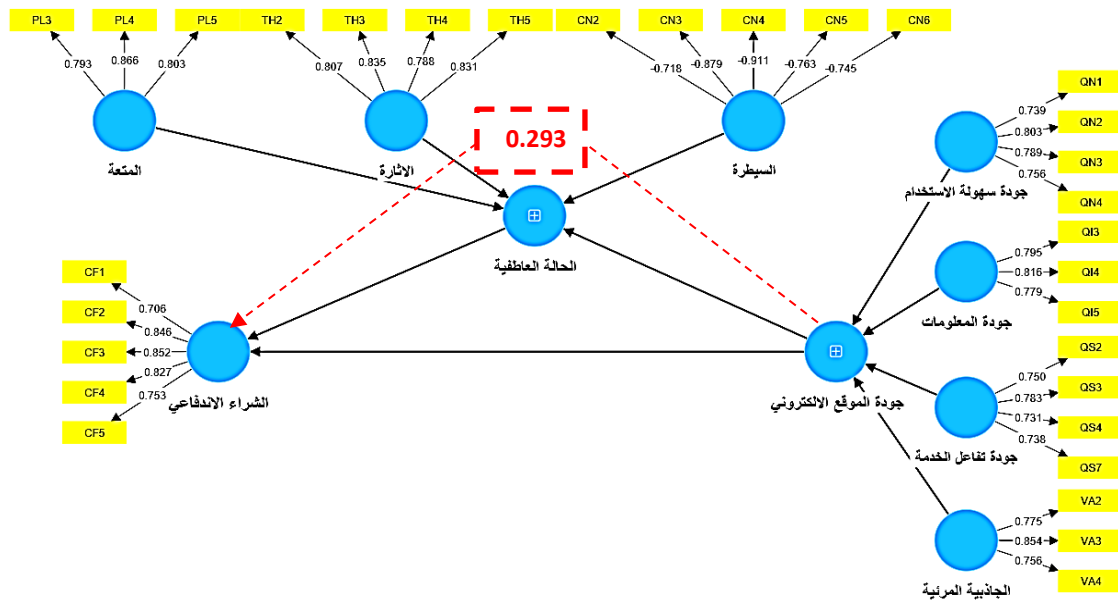 PL3
PL4
PL5
TH2
TH3
TH4
TH5
CN2
CN3
CN4
CN5
CN6
0.793
0.866
0.803
0.807
0.835
0.788
0.831
-0.718
-0.879
-0.911
-0.763
-0.745
المتعة
الاثارة
السيطرة
0.293
الحالة العاطفية
QN1
QN2
QN3
QN4
0.739
0.803
0.789
0.756
جودة سهولة الاستخدام
QI3
QI4
QI5
0.795
0.816
0.779
جودة المعلومات
CF1
CF2
CF3
CF4
CF5
0.706
0.846
0.852
0.827
0.753
الشراء الاندفاعي
جودة الموقع الالكتروني
QS2
QS3
QS4
QS7
0.750
0.783
0.731
0.738
جودة تفاعل الخدمة
VA2
VA3
VA4
0.775
0.854
0.756
الجاذبية المرئية